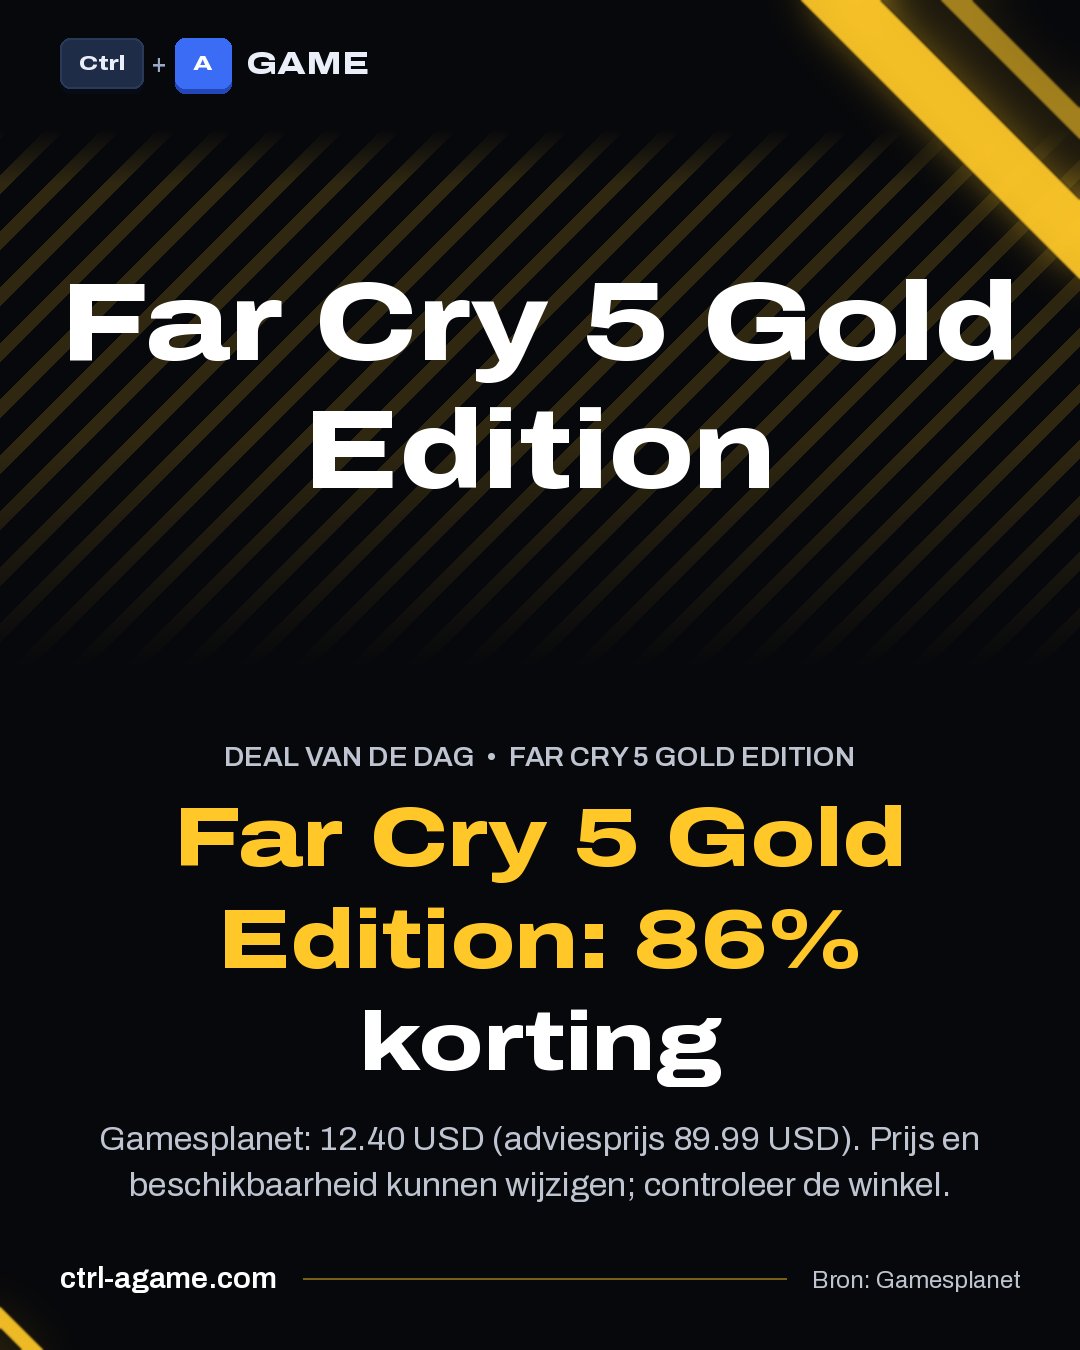 Ctrl + A GAME
Far Cry 5 Gold
Edition
DEAL VAN DE DAG • FAR CRY 5 GOLD EDITION
Far Cry 5 Gold
Edition: 86%
korting
Gamesplanet: 12.40 USD (adviesprijs 89.99 USD). Prijs en
beschikbaarheid kunnen wijzigen; controleer de winkel.
ctrl-agame.com
Bron: Gamesplanet